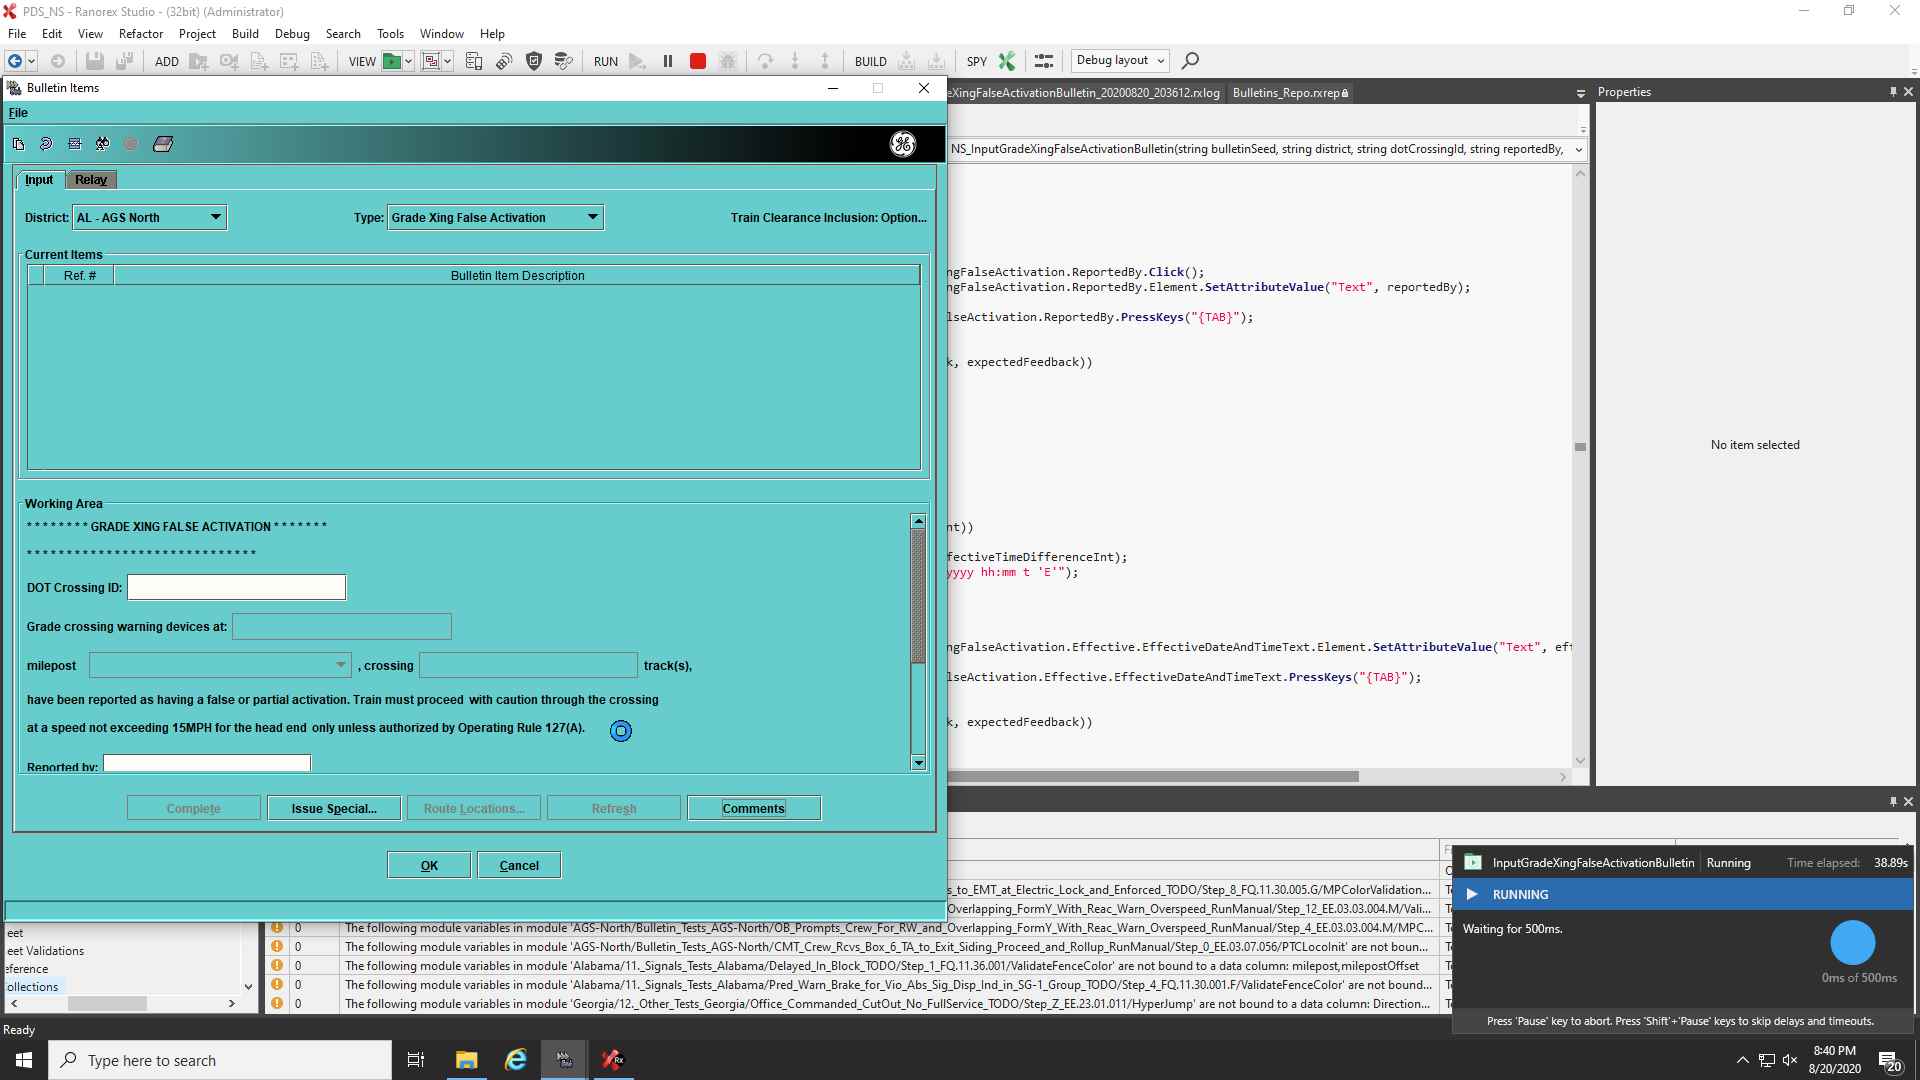 PDS_NS - Ranorex Studio - (32bit) (Administrator)
File Edit View Refactor Project Build Debug Search Tools Window Help
ADD VIEW RUN BUILD SPY Debug layout
Bulletin Items
File
Input Relay
District: AL - AGS North Type: Grade Xing False Activation Train Clearance Inclusion: Option...
Current Items
Ref. # Bulletin Item Description
Working Area
* * * * * * * * GRADE XING FALSE ACTIVATION * * * * * * *
* * * * * * * * * * * * * * * * * * * * * * * * * * * * *
DOT Crossing ID:
Grade crossing warning devices at:
milepost , crossing track(s),
have been reported as having a false or partial activation. Train must proceed with caution through the crossing
at a speed not exceeding 15MPH for the head end only unless authorized by Operating Rule 127(A).
Reported by:
Complete Issue Special... Route Locations... Refresh Comments
OK Cancel
eXingFalseActivationBulletin_20200820_203612.rxlog Bulletins_Repo.rxrep
NS_InputGradeXingFalseActivationBulletin(string bulletinSeed, string district, string dotCrossingId, string reportedBy,
ngFalseActivation.ReportedBy.Click();
ngFalseActivation.ReportedBy.Element.SetAttributeValue("Text", reportedBy);
lseActivation.ReportedBy.PressKeys("{TAB}");
k, expectedFeedback))
nt))
fectiveTimeDifferenceInt);
yyyy hh:mm t 'E'");
ngFalseActivation.Effective.EffectiveDateAndTimeText.Element.SetAttributeValue("Text", eff
lseActivation.Effective.EffectiveDateAndTimeText.PressKeys("{TAB}");
k, expectedFeedback))
Properties
No item selected
s_to_EMT_at_Electric_Lock_and_Enforced_TODO/Step_8_FQ.11.30.005.G/MPColorValidation...
Overlapping_FormY_With_Reac_Warn_Overspeed_RunManual/Step_12_EE.03.03.004.M/Vali...
0 The following module variables in module 'AGS-North/Bulletin_Tests_AGS-North/OB_Prompts_Crew_For_RW_and_Overlapping_FormY_With_Reac_Warn_Overspeed_RunManual/Step_4_EE.03.03.004.M/MPC...
0 The following module variables in module 'AGS-North/Bulletin_Tests_AGS-North/CMT_Crew_Rcvs_Box_6_TA_to_Exit_Siding_Proceed_and_Rollup_RunManual/Step_0_EE.03.07.056/PTCLocoInit' are not boun...
0 The following module variables in module 'Alabama/11._Signals_Tests_Alabama/Delayed_In_Block_TODO/Step_1_FQ.11.36.001/ValidateFenceColor' are not bound to a data column: milepost,milepostOffset
0 The following module variables in module 'Alabama/11._Signals_Tests_Alabama/Pred_Warn_Brake_for_Vio_Abs_Sig_Disp_Ind_in_SG-1_Group_TODO/Step_4_FQ.11.30.001.F/ValidateFenceColor' are not bound...
0 The following module variables in module 'Georgia/12._Other_Tests_Georgia/Office_Commanded_CutOut_No_FullService_TODO/Step_Z_EE.23.01.011/HyperJump' are not bound to a data column: Direction...
eet
eet Validations
eference
ollections
InputGradeXingFalseActivationBulletin Running Time elapsed: 38.89s
RUNNING
Waiting for 500ms.
0ms of 500ms
Press 'Pause' key to abort. Press 'Shift'+'Pause' keys to skip delays and timeouts.
Ready
Type here to search
8:40 PM
8/20/2020
20